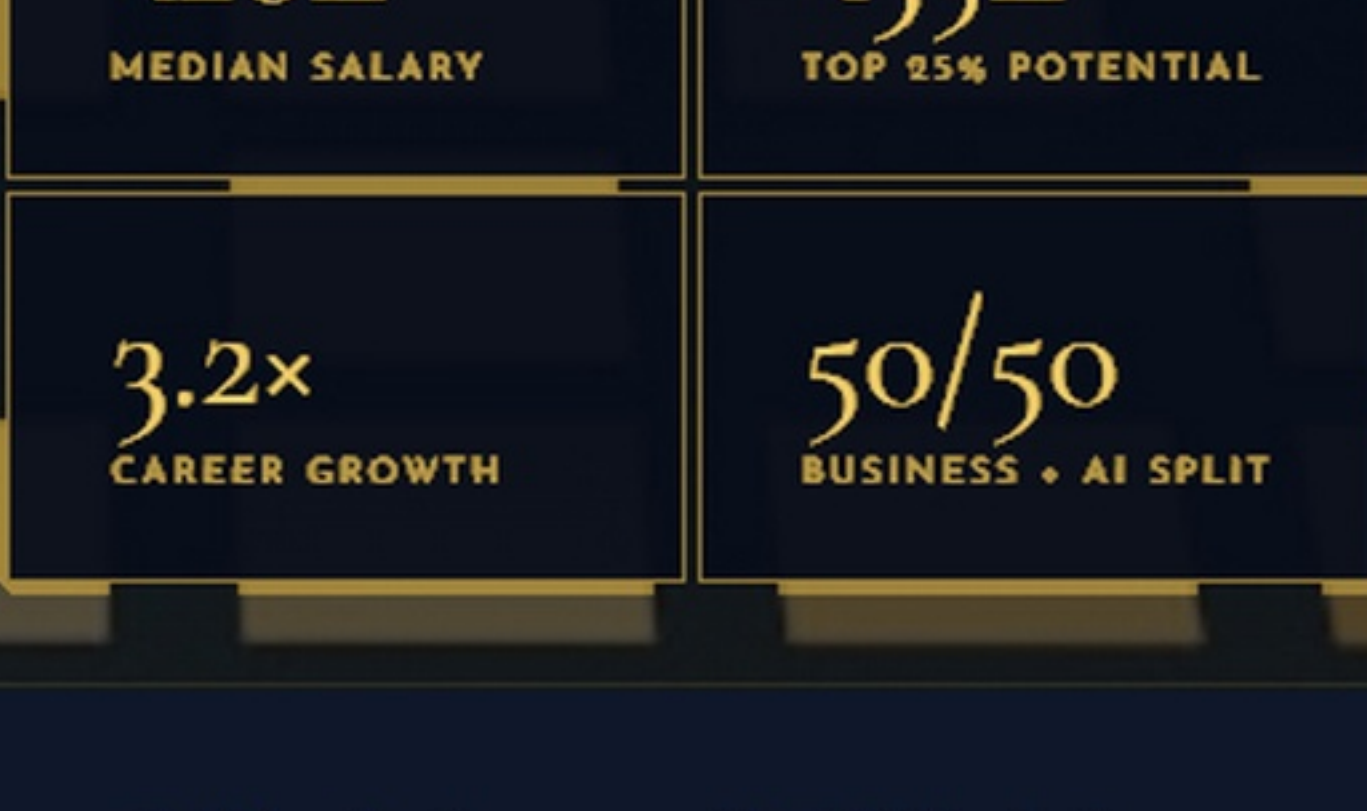 MEDIAN SALARY
TOP 25% POTENTIAL
3.2×
CAREER GROWTH
50/50
BUSINESS + AI SPLIT